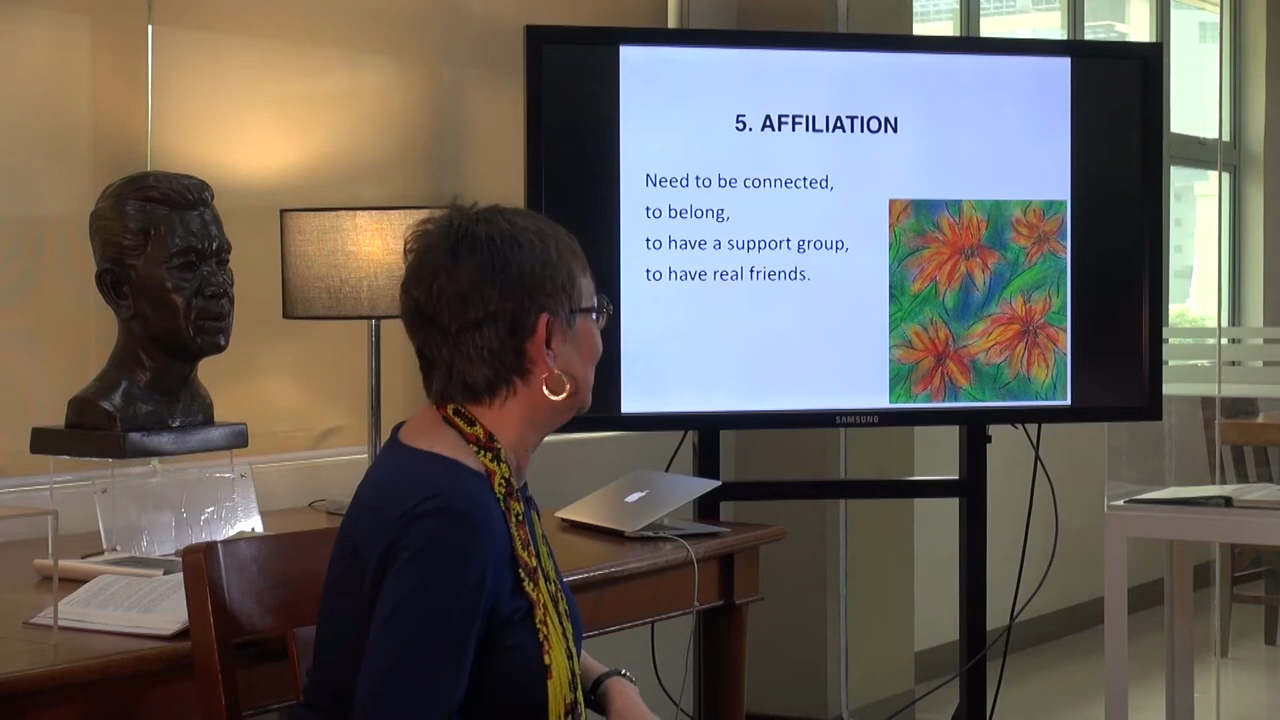 5. AFFILIATION
Need to be connected,
to belong,
to have a support group,
to have real friends.
SAMSUNG